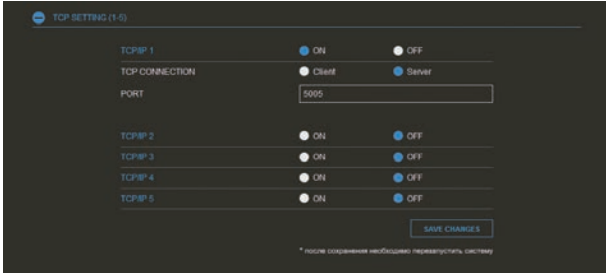 TCP SETTING (1-5)
TCP/IP 1 ON OFF
TCP CONNECTION Client Server
PORT 5005
TCP/IP 2 ON OFF
TCP/IP 3 ON OFF
TCP/IP 4 ON OFF
TCP/IP 5 ON OFF
SAVE CHANGES
* после сохранения необходимо перезапустить систему